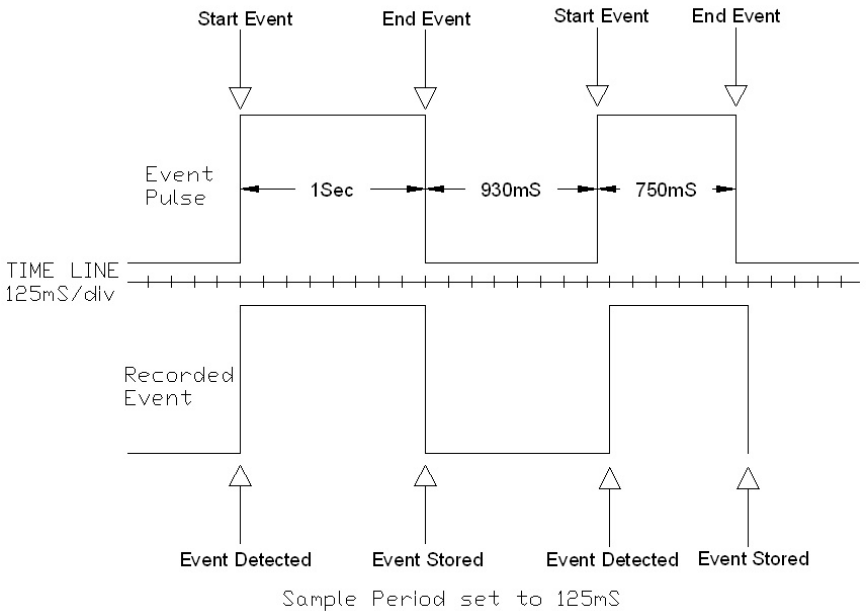 Start Event
End Event
Start Event
End Event
Event
Pulse
1Sec
930mS
750mS
TIME LINE
125mS/div
Recorded
Event
Event Detected
Event Stored
Event Detected
Event Stored
Sample Period set to 125mS